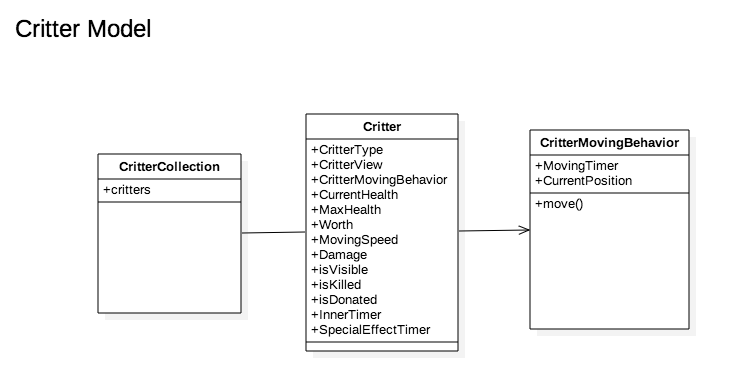 Critter Model
CritterCollection
+critters
Critter
+CritterType
+CritterView
+CritterMovingBehavior
+CurrentHealth
+MaxHealth
+Worth
+MovingSpeed
+Damage
+isVisible
+isKilled
+isDonated
+InnerTimer
+SpecialEffectTimer
CritterMovingBehavior
+MovingTimer
+CurrentPosition
+move()